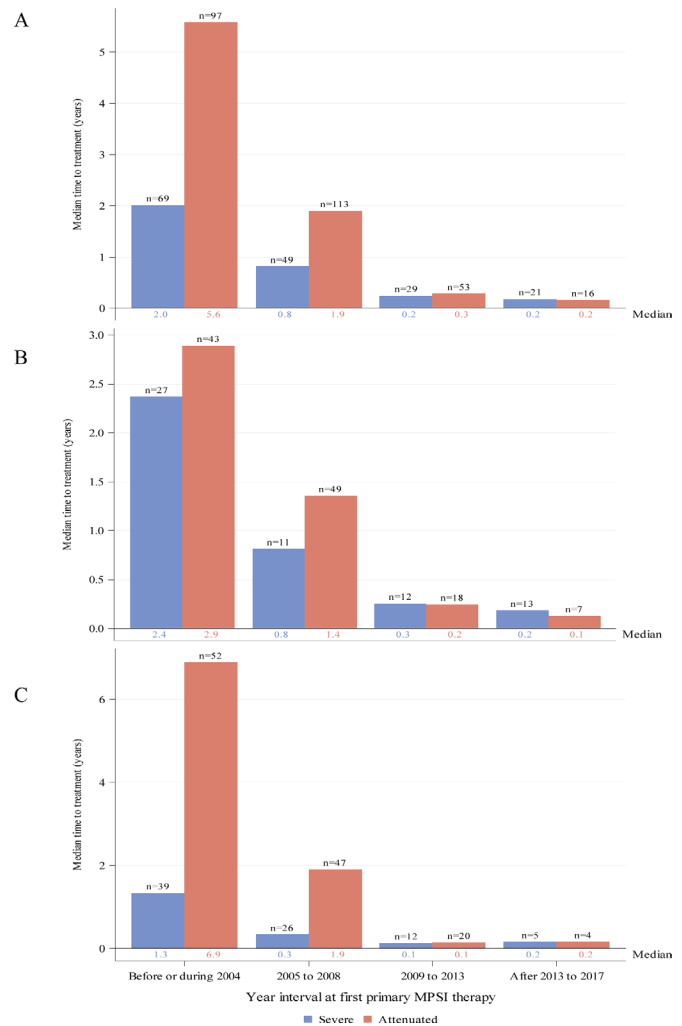 A
n=97
5
4
Median time to treatment (years)
3
n=69
n=113
2
n=49
1
n=29 n=53
n=21 n=16
0
2.0 5.6 0.8 1.9 0.2 0.3 0.2 0.2 Median
3.0
B
n=43
2.5
n=27
2.0
Median time to treatment (years)
1.5
n=49
1.0
n=11
0.5
n=12 n=18
n=13 n=7
0.0
2.4 2.9 0.8 1.4 0.3 0.2 0.2 0.1 Median
C
n=52
6
4
Median time to treatment (years)
2
n=47
n=39
n=26
n=12 n=20 n=5 n=4
0
1.3 6.9 0.3 1.9 0.1 0.1 0.2 0.2 Median
Before or during 2004 2005 to 2008 2009 to 2013 After 2013 to 2017
Year interval at first primary MPSI therapy
Severe Attenuated